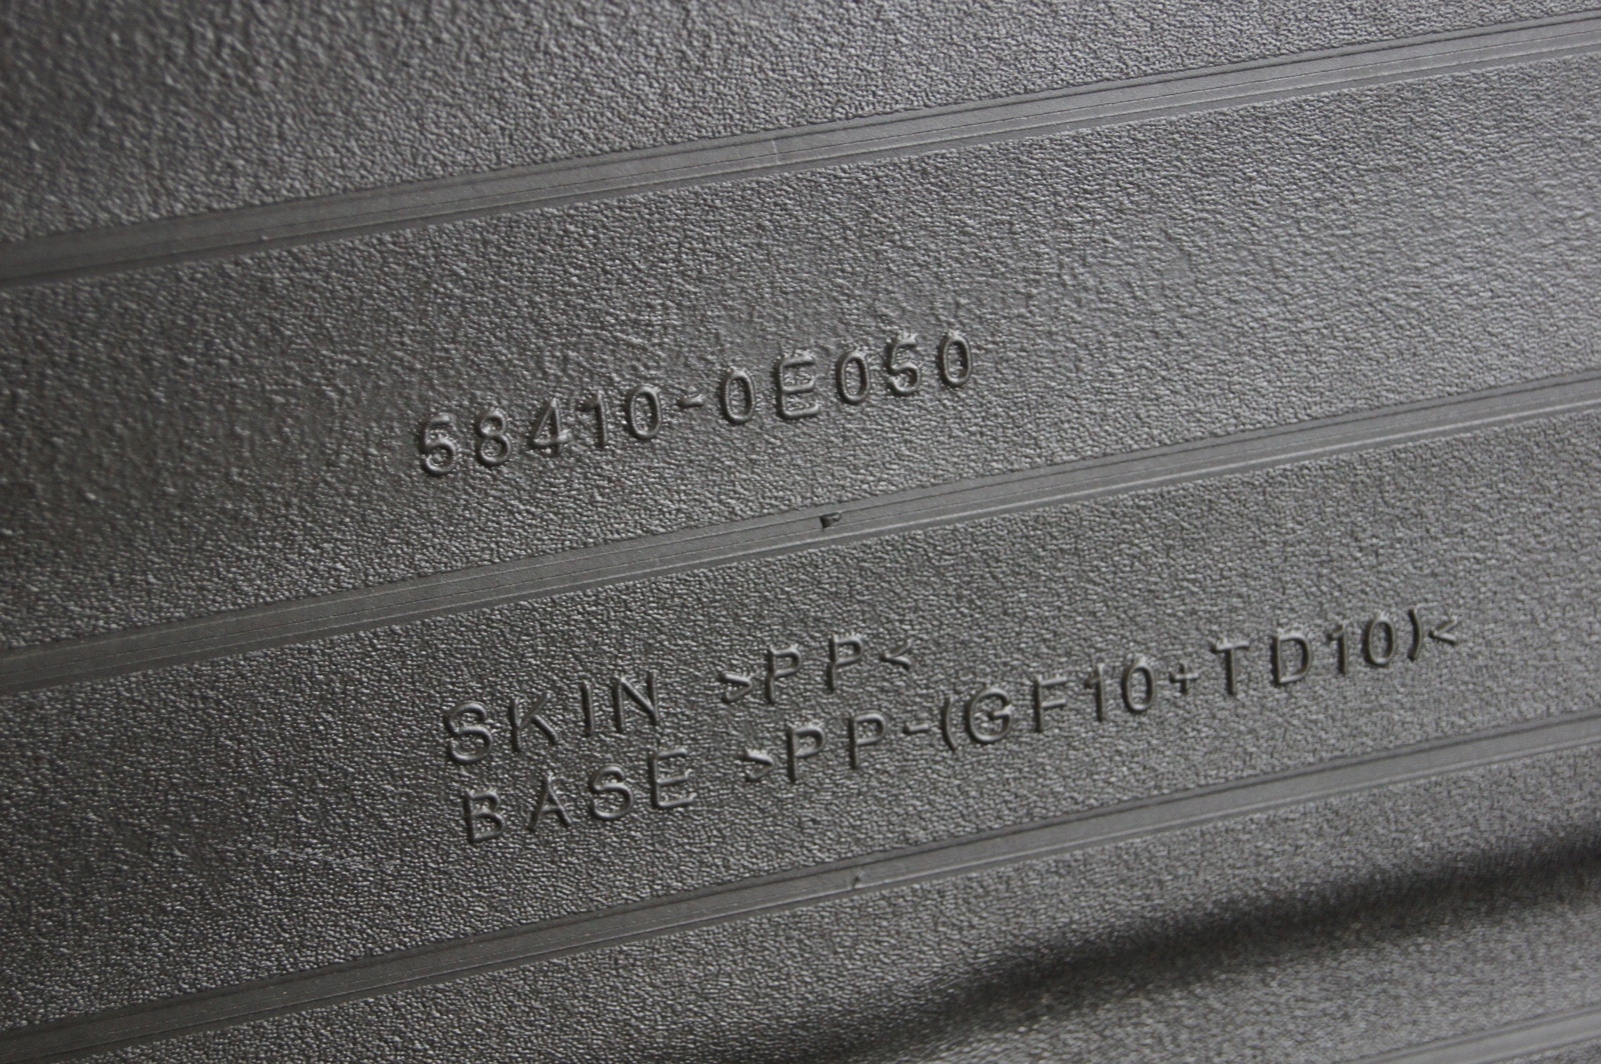 58410-0E050
SKIN >PP<
BASE >PP-(GF10+TD10)<